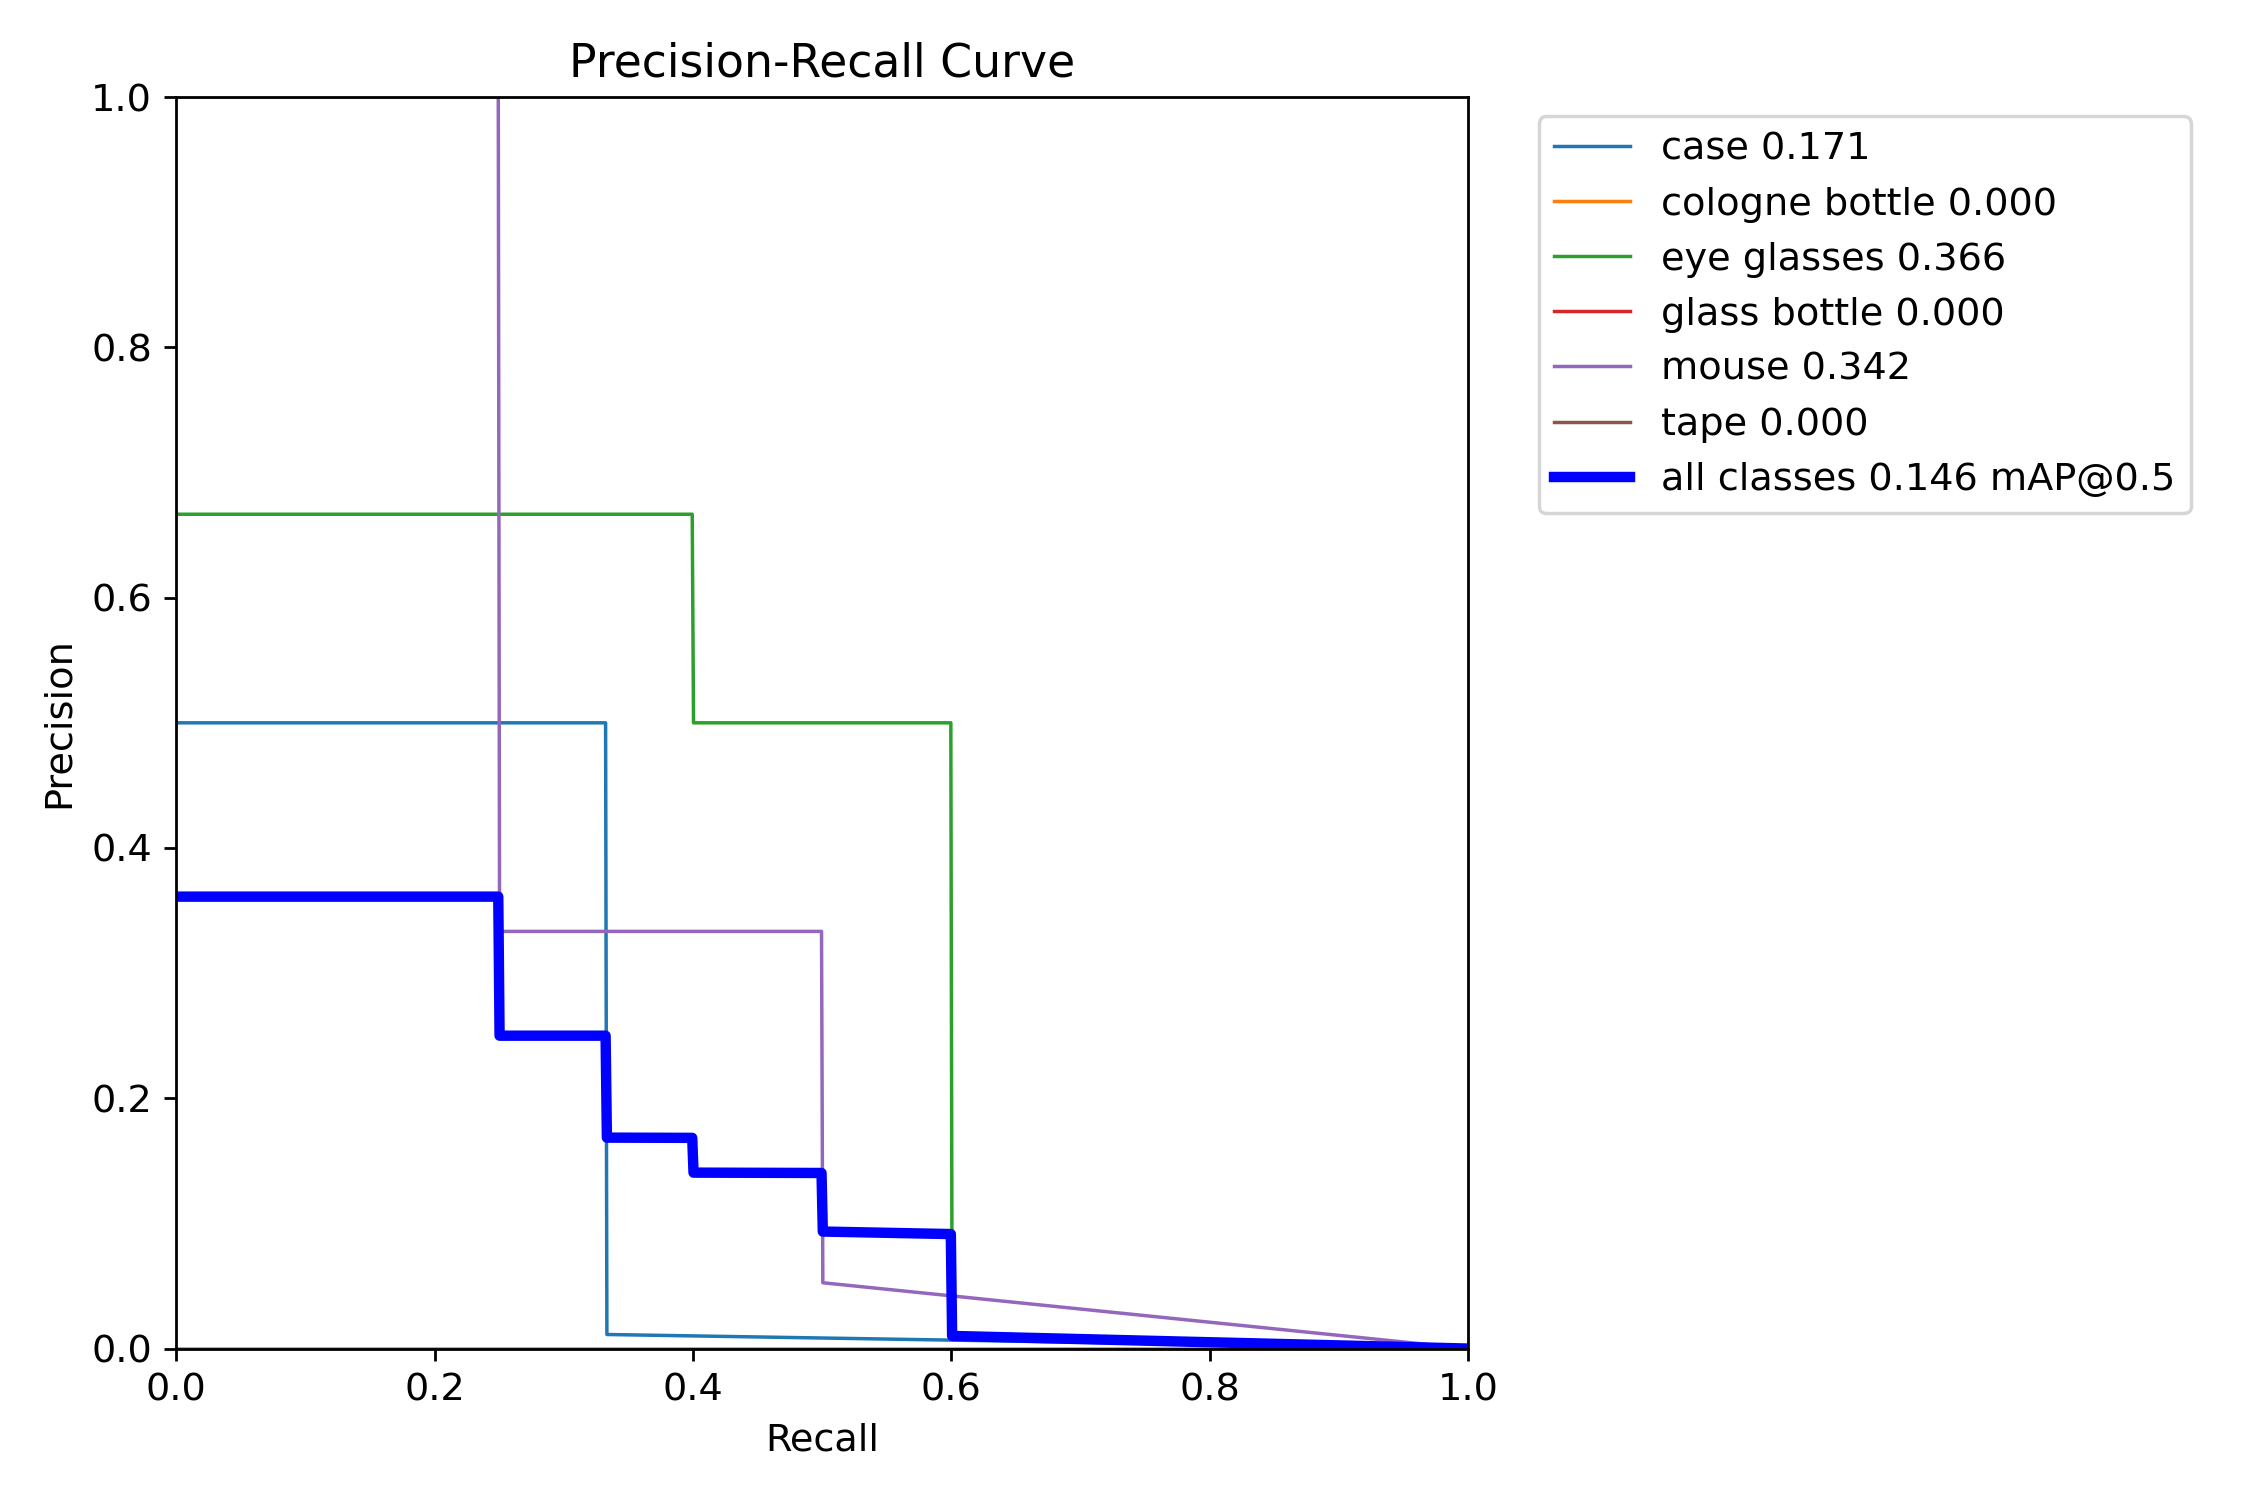 Precision-Recall Curve
1.0
0.8
0.6
0.4
0.2
0.0
Precision
0.0 0.2 0.4 0.6 0.8 1.0
Recall
case 0.171
cologne bottle 0.000
eye glasses 0.366
glass bottle 0.000
mouse 0.342
tape 0.000
all classes 0.146 mAP@0.5